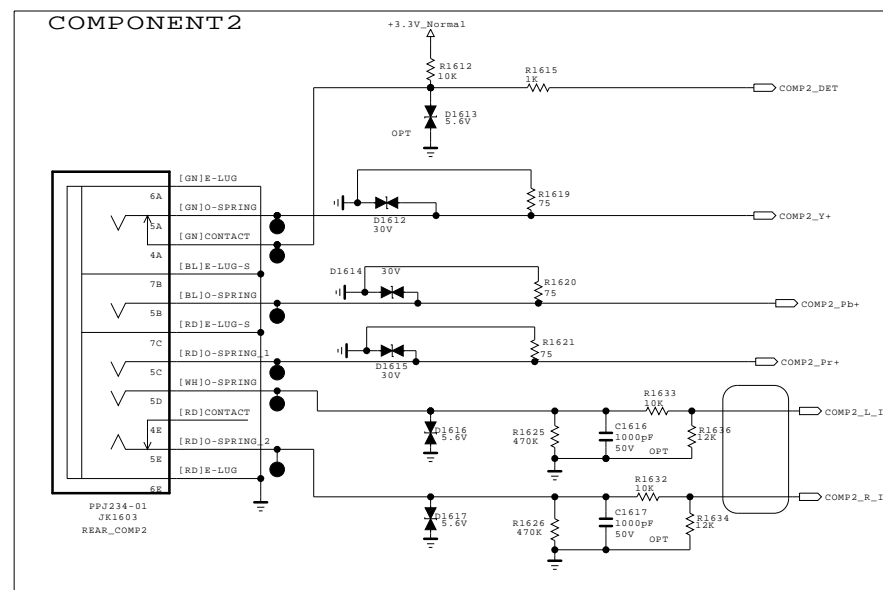 COMPONENT2
+3.3V_Normal
R1612
10K
R1615
1K
COMP2_DET
D1613
5.6V
OPT
[GN]E-LUG
6A
[GN]O-SPRING
5A
[GN]CONTACT
4A
R1619
75
D1612
30V
COMP2_Y+
[BL]E-LUG-S
7B
[BL]O-SPRING
5B
D1614
30V
R1620
75
COMP2_Pb+
[RD]E-LUG-S
7C
[RD]O-SPRING_1
5C
R1621
75
D1615
30V
COMP2_Pr+
[WH]O-SPRING
5D
[RD]CONTACT
4E
[RD]O-SPRING_2
5E
[RD]E-LUG
6E
R1633
10K
COMP2_L_I
D1616
5.6V
R1625
470K
C1616
1000pF
50V
OPT
R1636
12K
R1632
10K
COMP2_R_I
D1617
5.6V
R1626
470K
C1617
1000pF
50V
OPT
R1634
12K
PPJ234-01
JK1603
REAR_COMP2